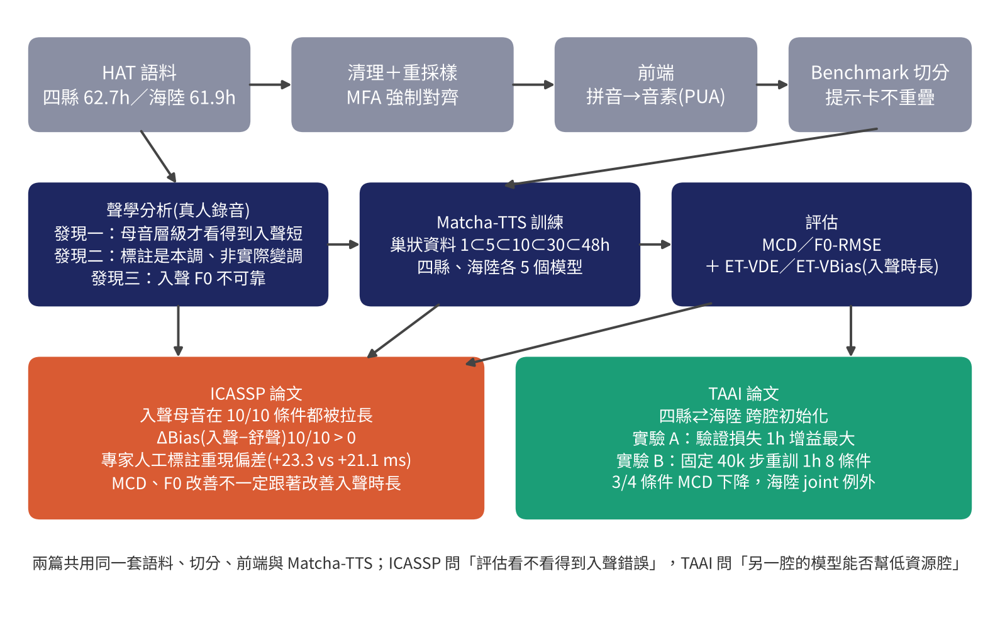 HAT 語料
四縣 62.7h／海陸 61.9h
清理＋重採樣
MFA 強制對齊
前端
拼音→音素(PUA)
Benchmark 切分
提示卡不重疊
聲學分析(真人錄音)
發現一：母音層級才看得到入聲短
發現二：標註是本調、非實際變調
發現三：入聲 F0 不可靠
Matcha-TTS 訓練
巢狀資料 1⊂5⊂10⊂30⊂48h
四縣、海陸各 5 個模型
評估
MCD／F0-RMSE
＋ ET-VDE／ET-VBias(入聲時長)
ICASSP 論文
入聲母音在 10/10 條件都被拉長
ΔBias(入聲−舒聲)10/10 > 0
專家人工標註重現偏差(+23.3 vs +21.1 ms)
MCD、F0 改善不一定跟著改善入聲時長
TAAI 論文
四縣⇄海陸 跨腔初始化
實驗 A：驗證損失 1h 增益最大
實驗 B：固定 40k 步重訓 1h 8 條件
3/4 條件 MCD 下降，海陸 joint 例外
兩篇共用同一套語料、切分、前端與 Matcha-TTS；ICASSP 問「評估看不看得到入聲錯誤」，TAAI 問「另一腔的模型能否幫低資源腔」